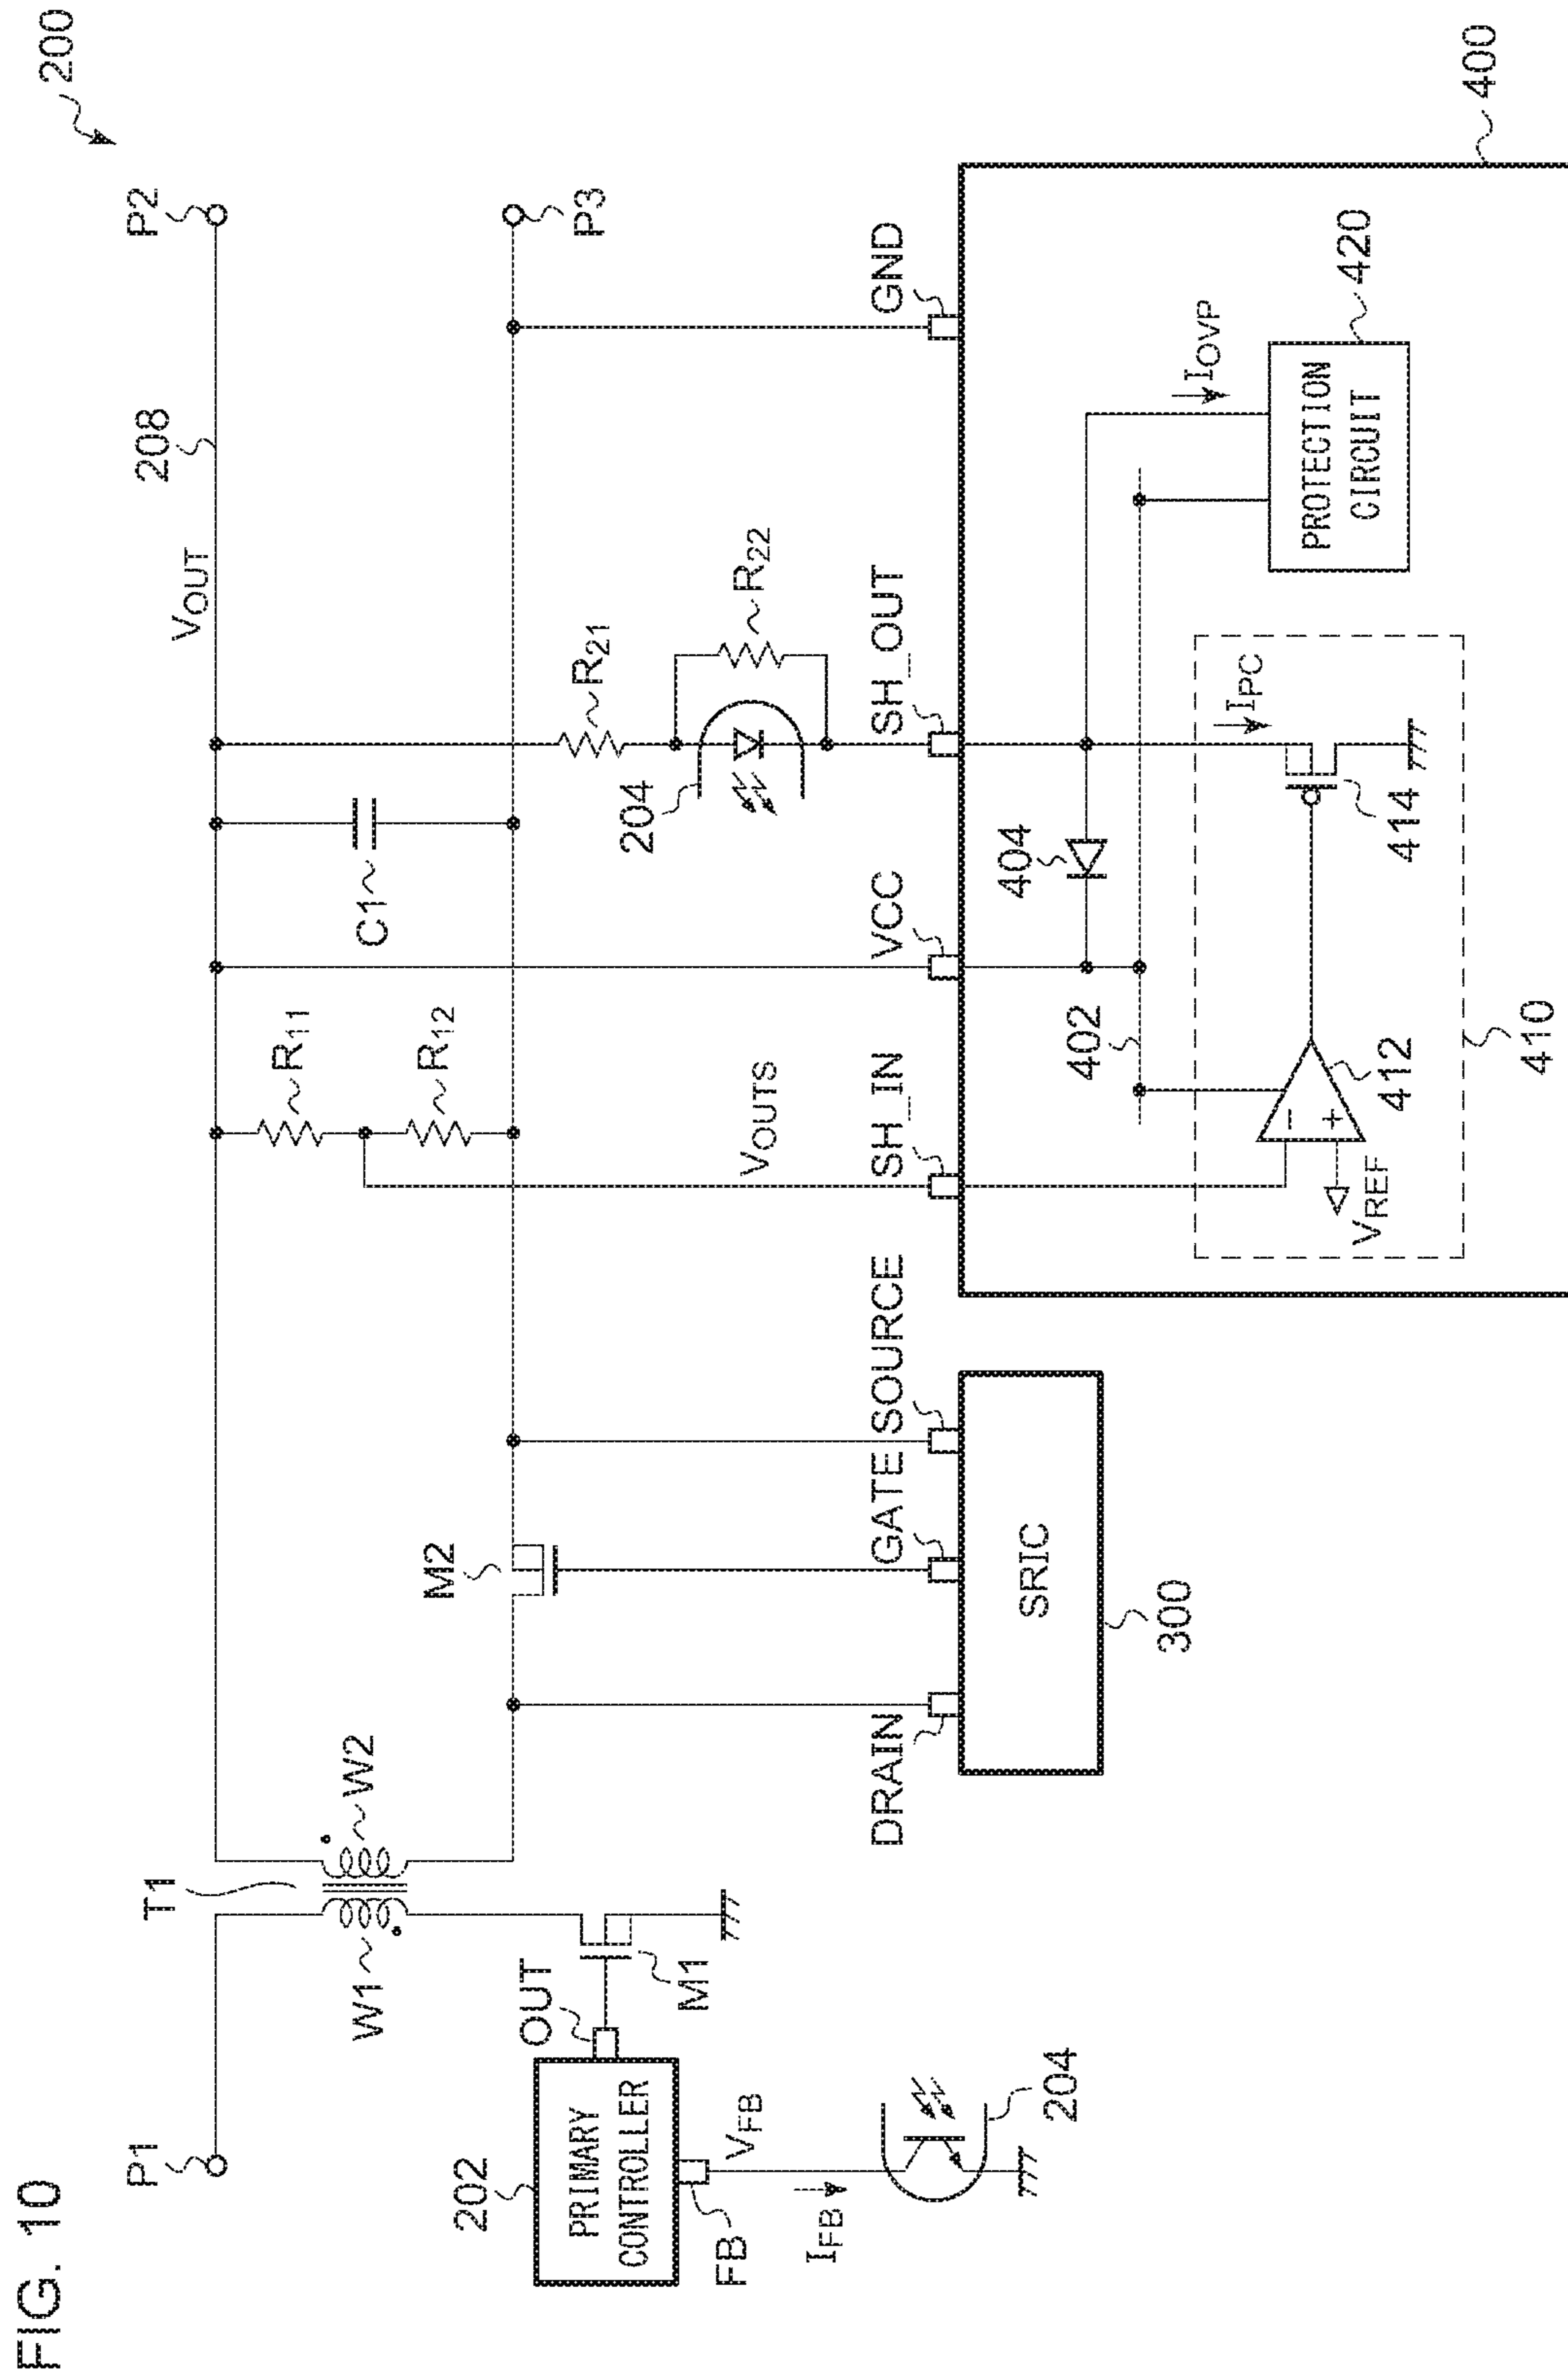 FIG. 10
200
P1
T1
W1
W2
VOUT
208
P2
R11
R12
C1
P3
M2
202
PRIMARY
CONTROLLER
OUT
M1
FB
VFB
IFB
204
R21
204
R22
VOUTS
DRAIN
GATE
SOURCE
SH_IN
VCC
SH_OUT
GND
SRIC
300
402
404
IPC
IOVP
VREF
−
+
412
414
410
PROTECTION
CIRCUIT
420
400